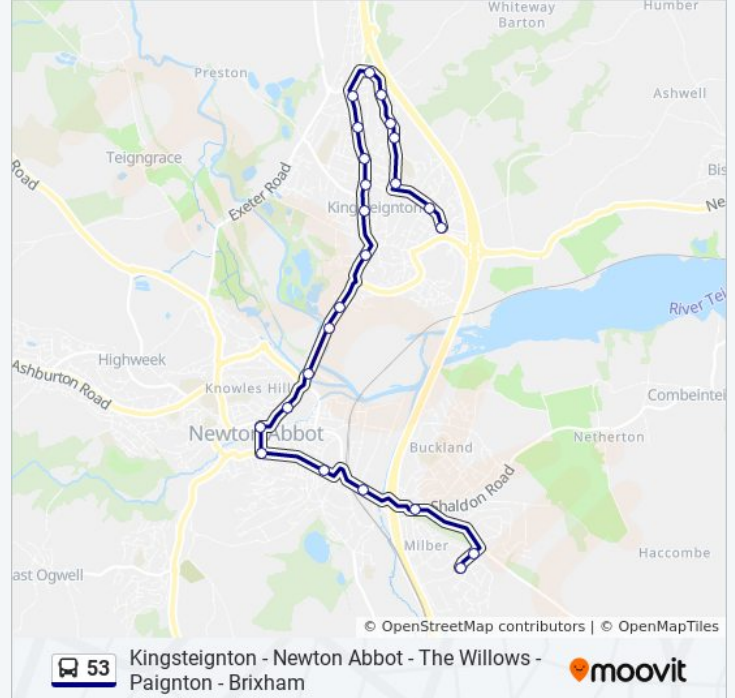 Whiteway
Barton
Humber
Preston
Ashwell
Teigngrace
Exeter Road
Road
Bis
Ne
Kingsteignton
River Tei
Highweek
Ashburton Road
Knowles Hill
Combeintei
Newton Abbot
Netherton
Buckland
Shaldon Road
Milber
Haccombe
ast Ogwell
© OpenStreetMap contributors | © OpenMapTiles
53
Kingsteignton - Newton Abbot - The Willows -
Paignton - Brixham
moovit